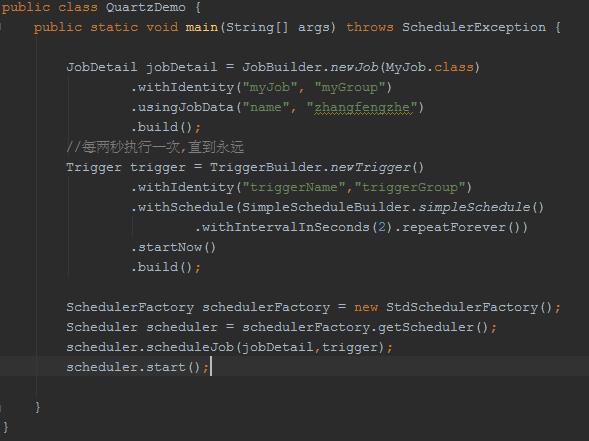 public class QuartzDemo {
public static void main(String[] args) throws SchedulerException {
JobDetail jobDetail = JobBuilder.newJob(MyJob.class)
.withIdentity("myJob", "myGroup")
.usingJobData("name", "zhangfengzhe")
.build();
//每两秒执行一次,直到永远
Trigger trigger = TriggerBuilder.newTrigger()
.withIdentity("triggerName","triggerGroup")
.withSchedule(SimpleScheduleBuilder.simpleSchedule()
.withIntervalInSeconds(2).repeatForever())
.startNow()
.build();
SchedulerFactory schedulerFactory = new StdSchedulerFactory();
Scheduler scheduler = schedulerFactory.getScheduler();
scheduler.scheduleJob(jobDetail,trigger);
scheduler.start();
}
}